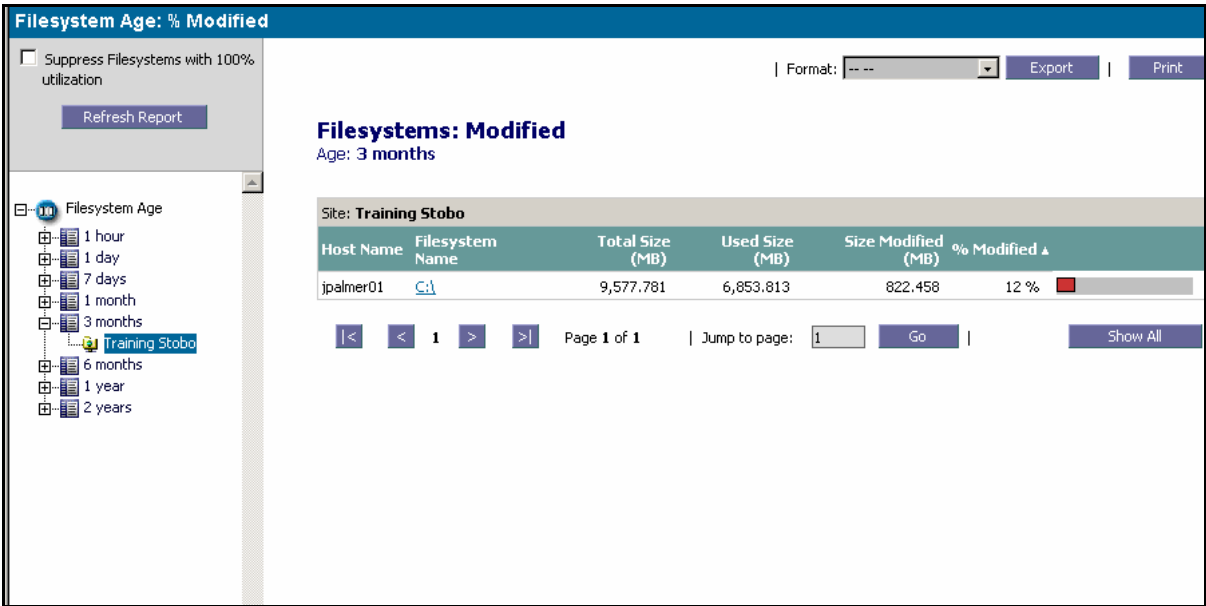 Filesystem Age: % Modified
Suppress Filesystems with 100%
utilization
Refresh Report
Filesystem Age
1 hour
1 day
7 days
1 month
3 months
Training Stobo
6 months
1 year
2 years
| Format: -- -- Export | Print
Filesystems: Modified
Age: 3 months
Site: Training Stobo
Host Name Filesystem Name Total Size (MB) Used Size (MB) Size Modified (MB) % Modified ▲
jpalmer01 C:\ 9,577.781 6,853.813 822.458 12 %
|< < 1 > >| Page 1 of 1 | Jump to page: 1 Go | Show All